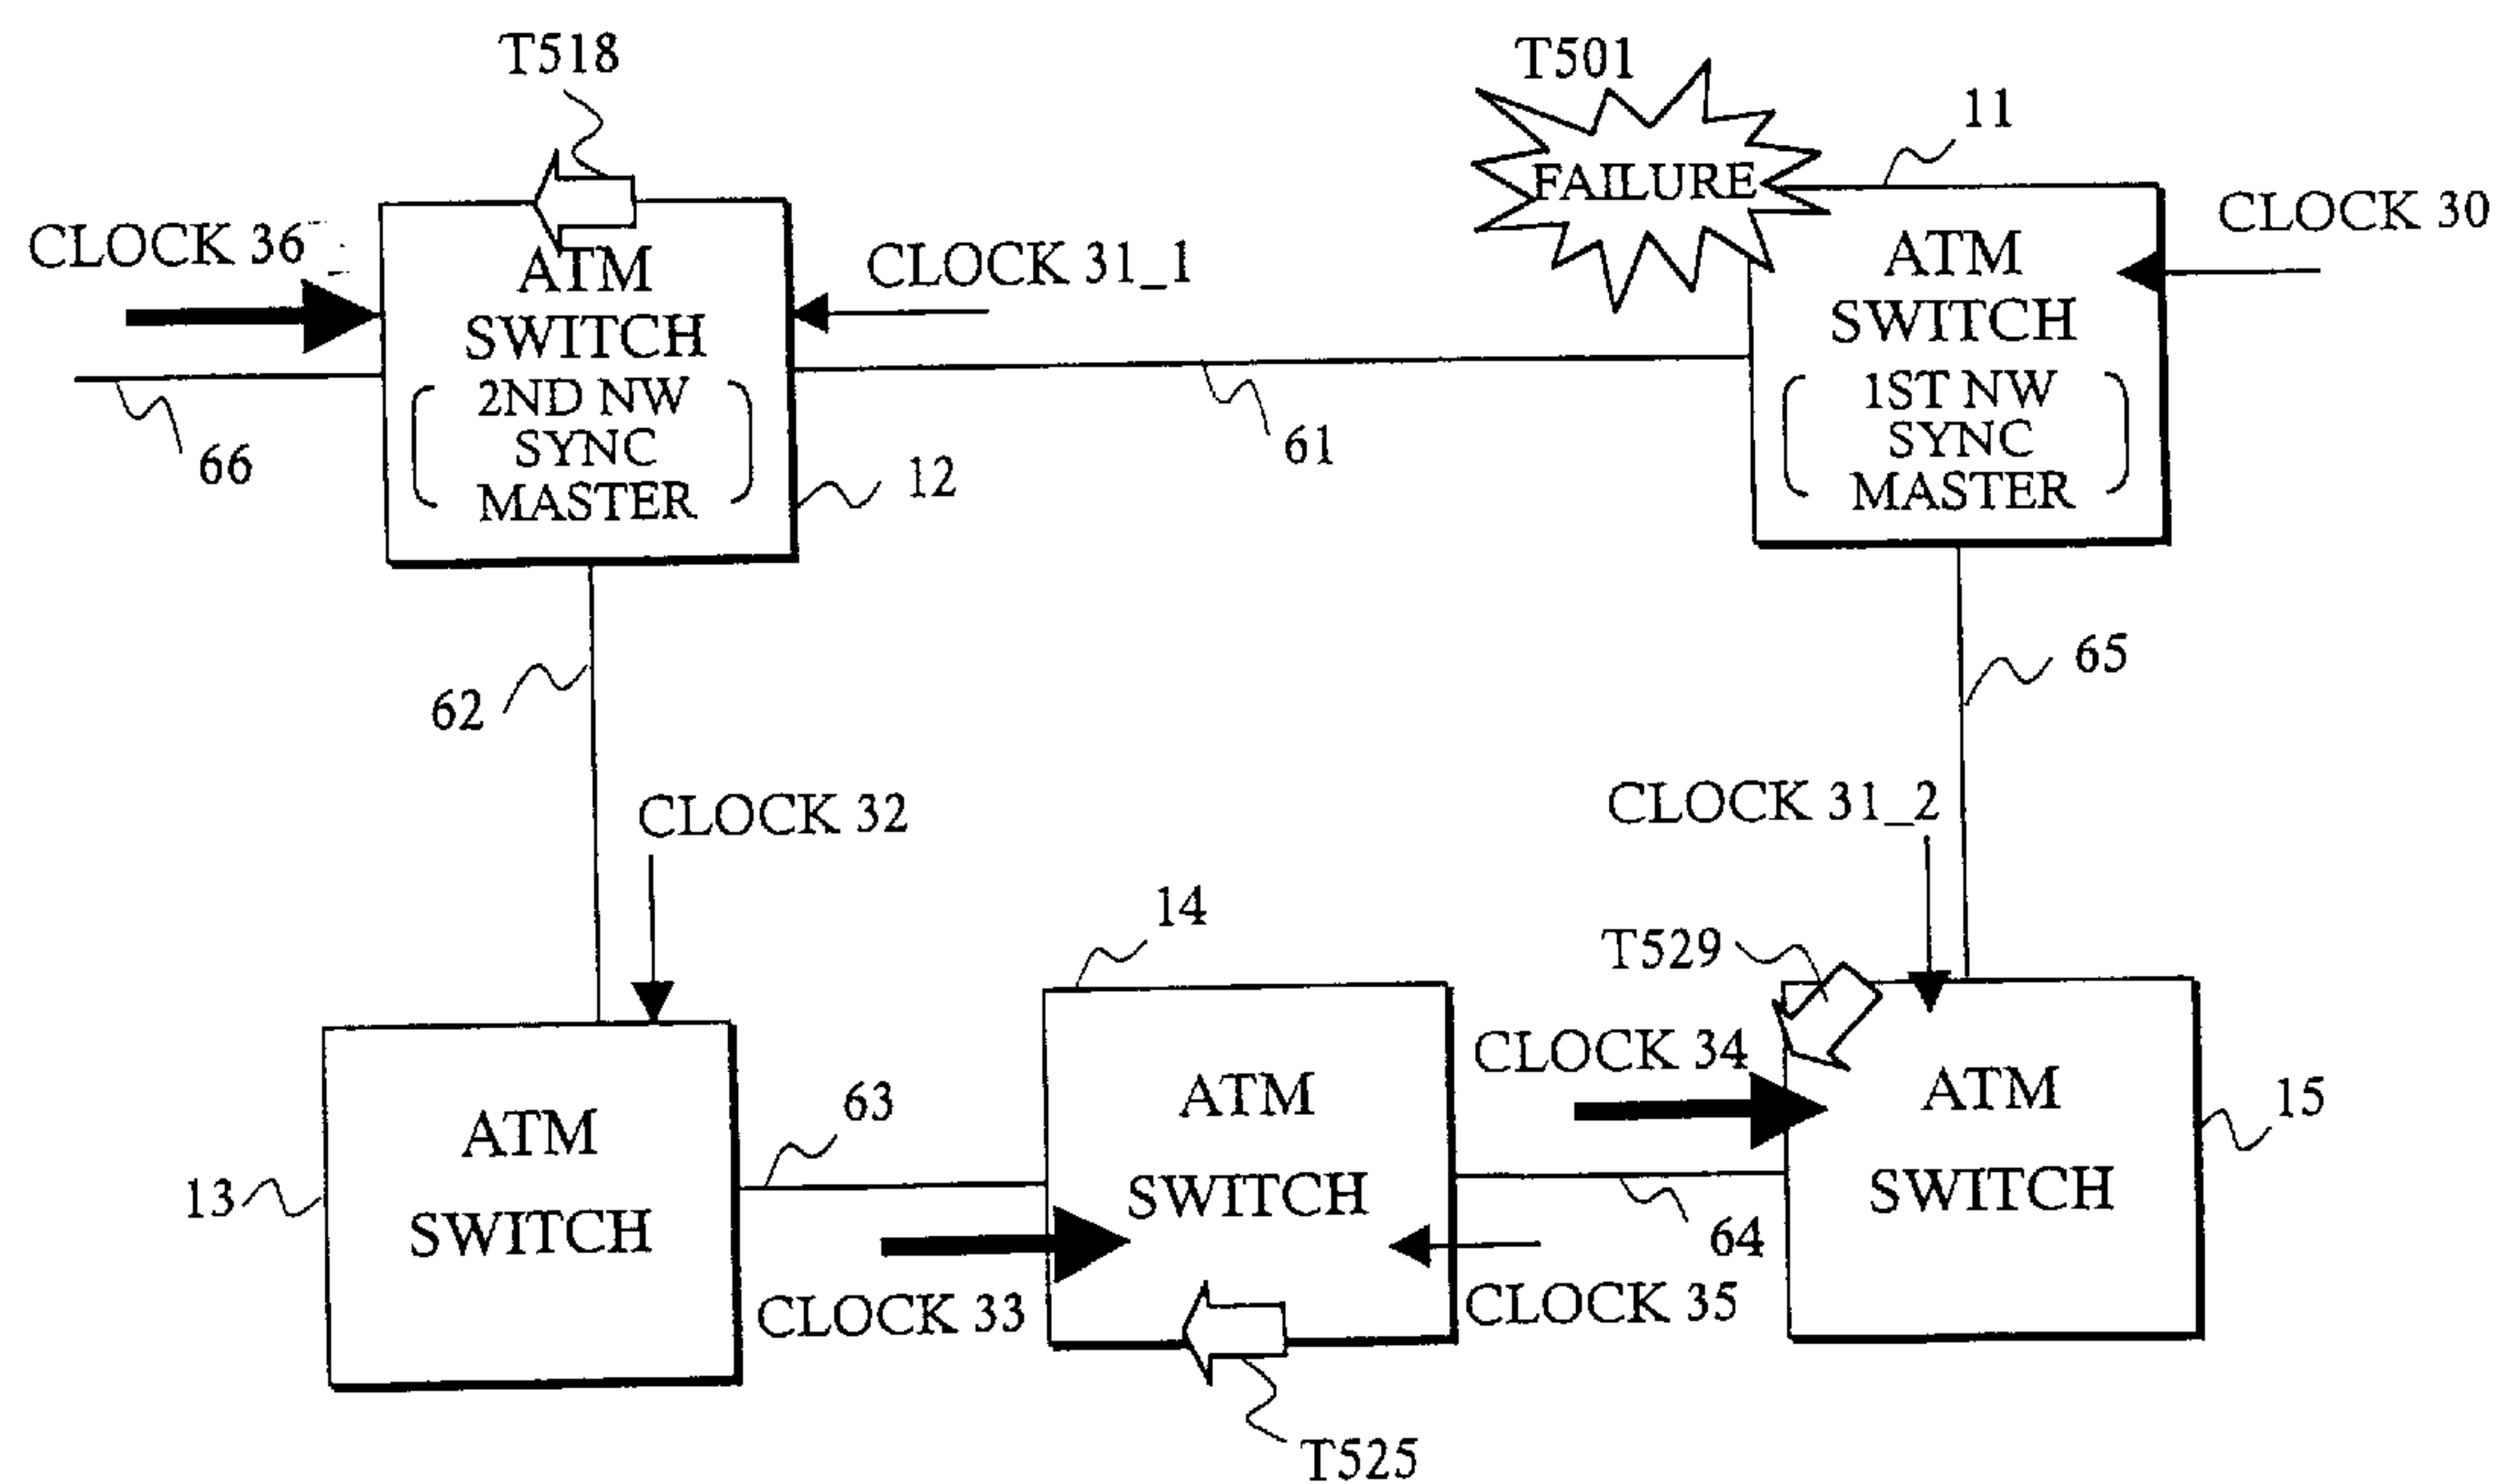 T518
T501
FAILURE
11
CLOCK 36
ATM
SWITCH
2ND NW
SYNC
MASTER
CLOCK 31_1
ATM
SWITCH
1ST NW
SYNC
MASTER
CLOCK 30
66
12
61
62
65
CLOCK 32
CLOCK 31_2
14
T529
13
ATM
SWITCH
63
ATM
SWITCH
CLOCK 34
ATM
SWITCH
15
64
CLOCK 33
CLOCK 35
T525